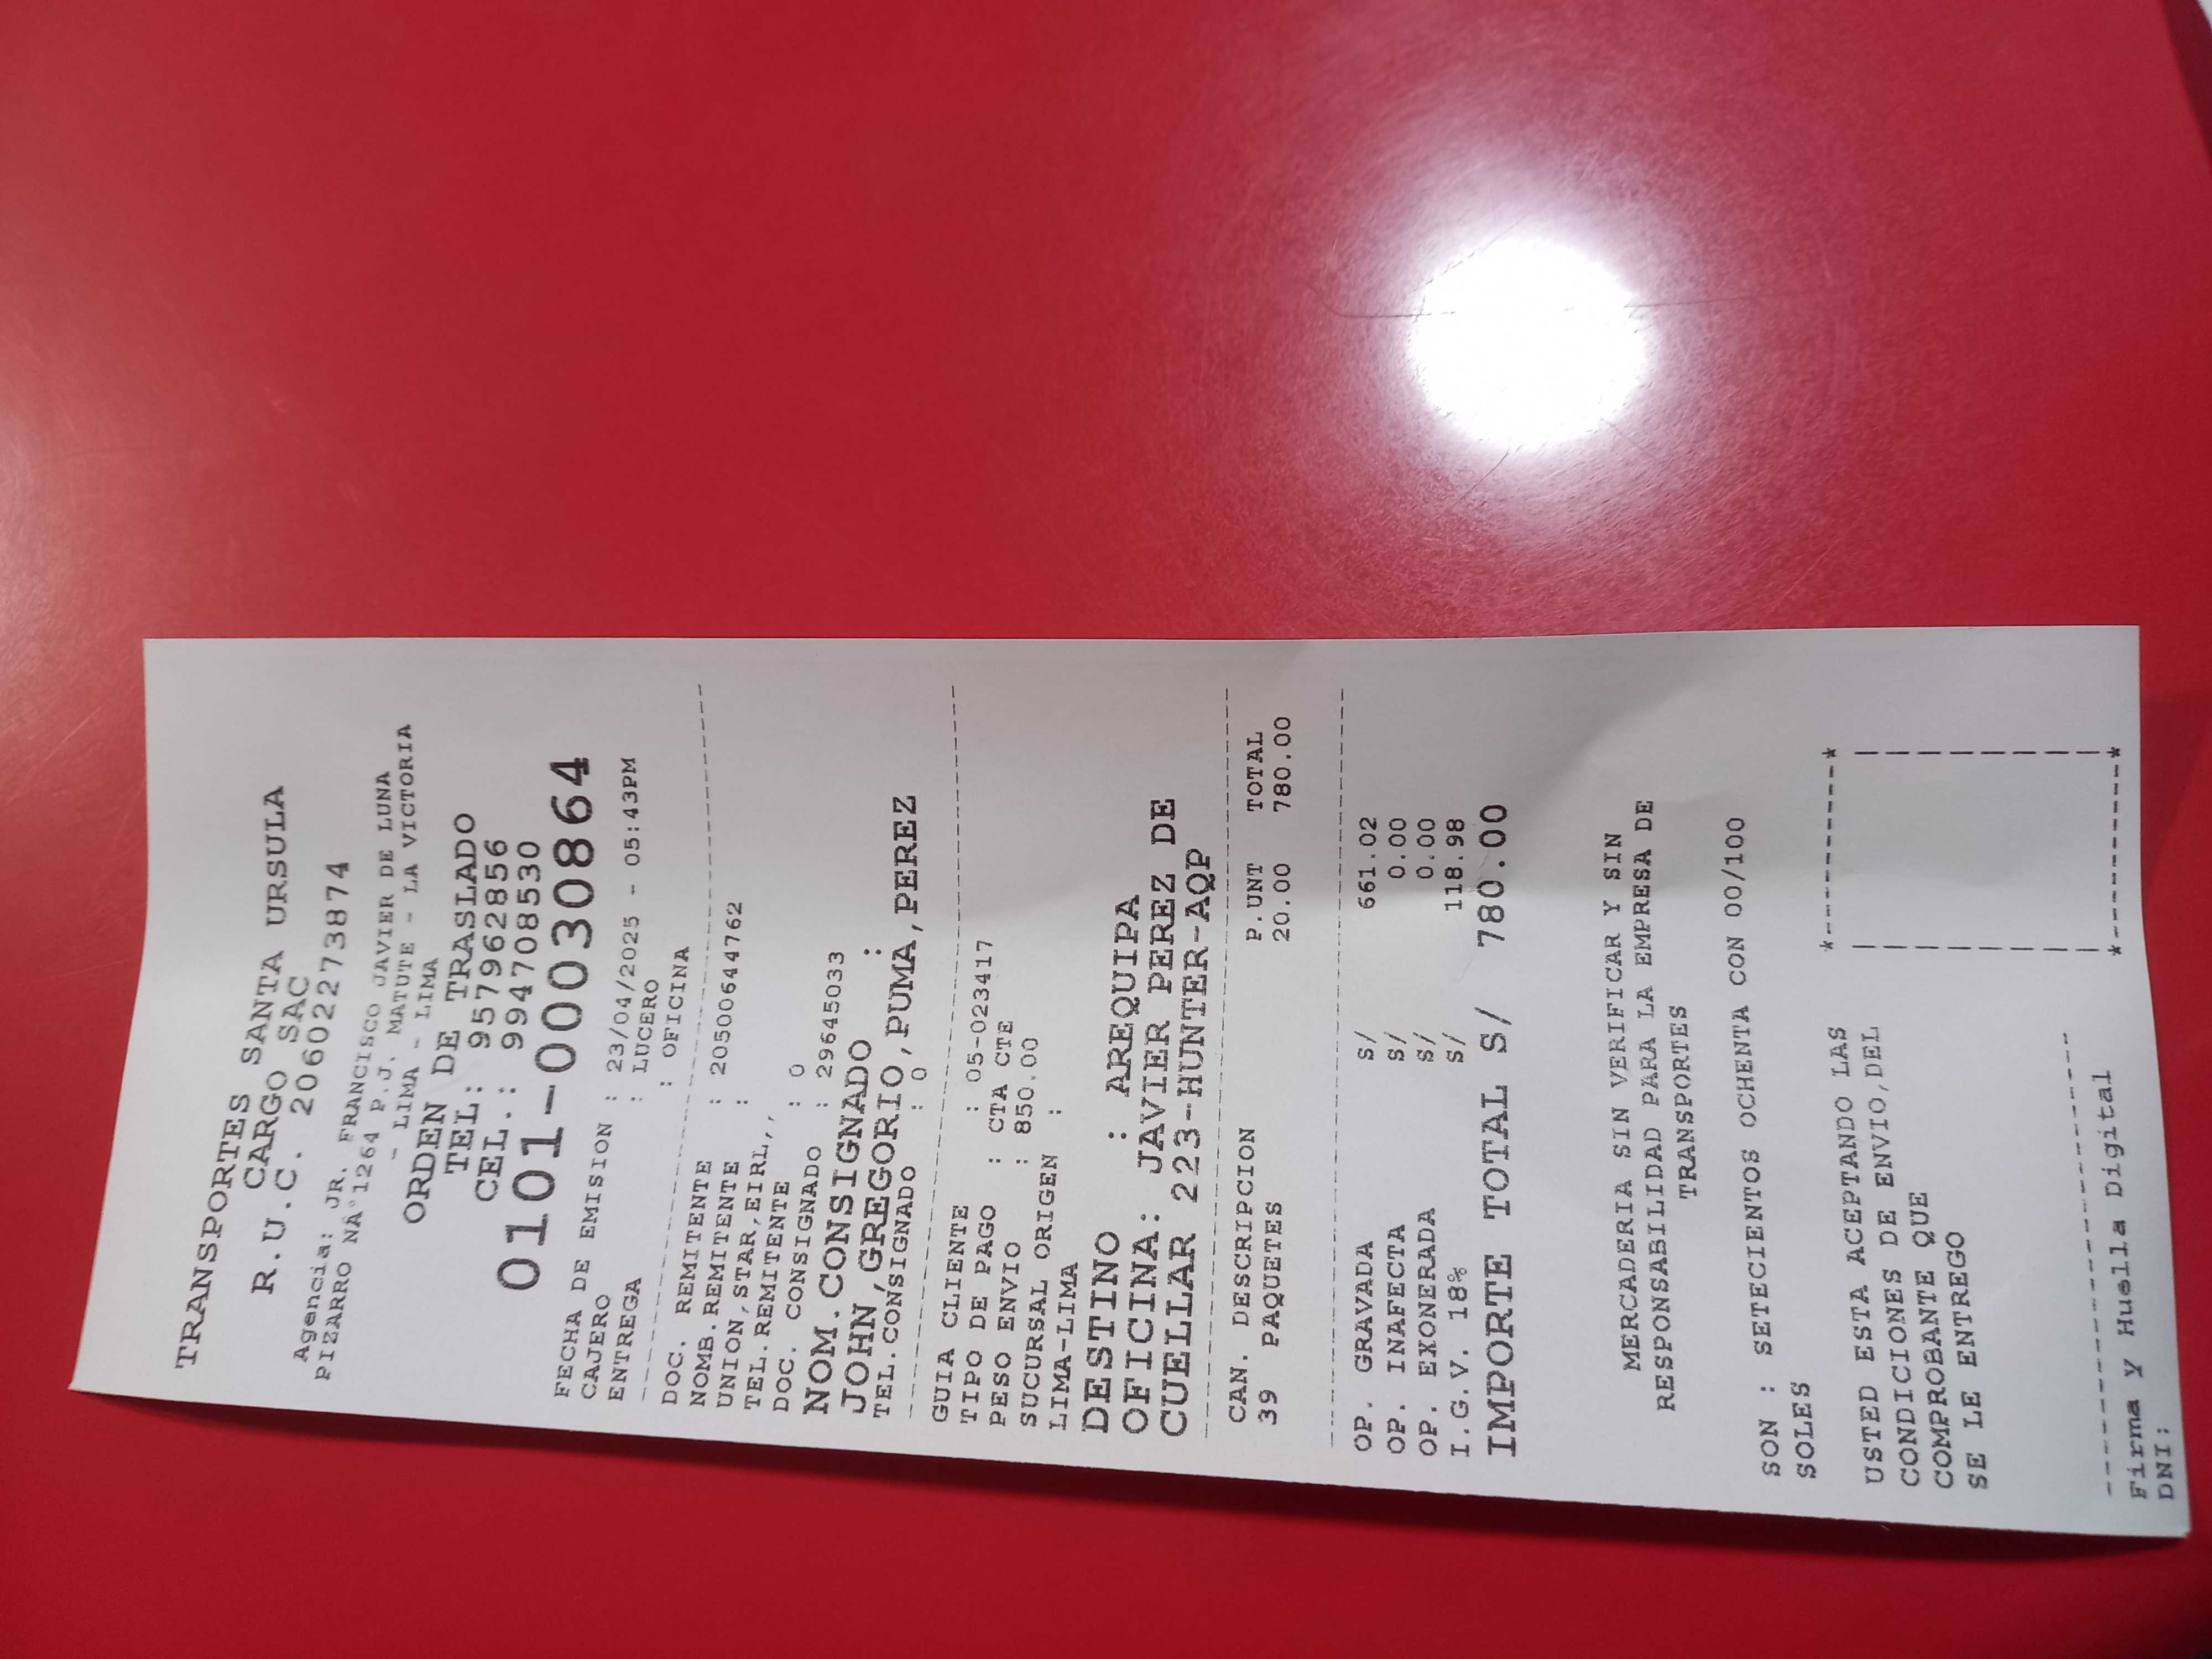 TRANSPORTES SANTA URSULA
CARGO SAC
R.U.C. 20602273874
Agencia: JR. FRANCISCO JAVIER DE LUNA
PIZARRO NÂ°1264 P.J. MATUTE - LA VICTORIA
- LIMA - LIMA
ORDEN DE TRASLADO
TEL: 957962856
CEL.: 994708530
0101-00030864
FECHA DE EMISION : 23/04/2025 - 05:43PM
CAJERO : LUCERO
ENTREGA : OFICINA
DOC. REMITENTE : 20500644762
NOMB.REMITENTE :
UNION,STAR,EIRL,,
TEL.REMITENTE : 0
DOC. CONSIGNADO : 29645033
NOM.CONSIGNADO :
JOHN,GREGORIO,PUMA,PEREZ
TEL.CONSIGNADO : 0
GUIA CLIENTE : 05-023417
TIPO DE PAGO : CTA CTE
PESO ENVIO : 850.00
SUCURSAL ORIGEN :
LIMA-LIMA
DESTINO : AREQUIPA
OFICINA: JAVIER PEREZ DE
CUELLAR 223-HUNTER-AQP
CAN. DESCRIPCION P.UNT TOTAL
39 PAQUETES 20.00 780.00
OP. GRAVADA S/ 661.02
OP. INAFECTA S/ 0.00
OP. EXONERADA S/ 0.00
I.G.V. 18% S/ 118.98
IMPORTE TOTAL S/ 780.00
MERCADERIA SIN VERIFICAR Y SIN
RESPONSABILIDAD PARA LA EMPRESA DE
TRANSPORTES
SON : SETECIENTOS OCHENTA CON 00/100
SOLES
USTED ESTA ACEPTANDO LAS
CONDICIONES DE ENVIO,DEL
COMPROBANTE QUE
SE LE ENTREGO
Firma y Huella Digital
DNI: